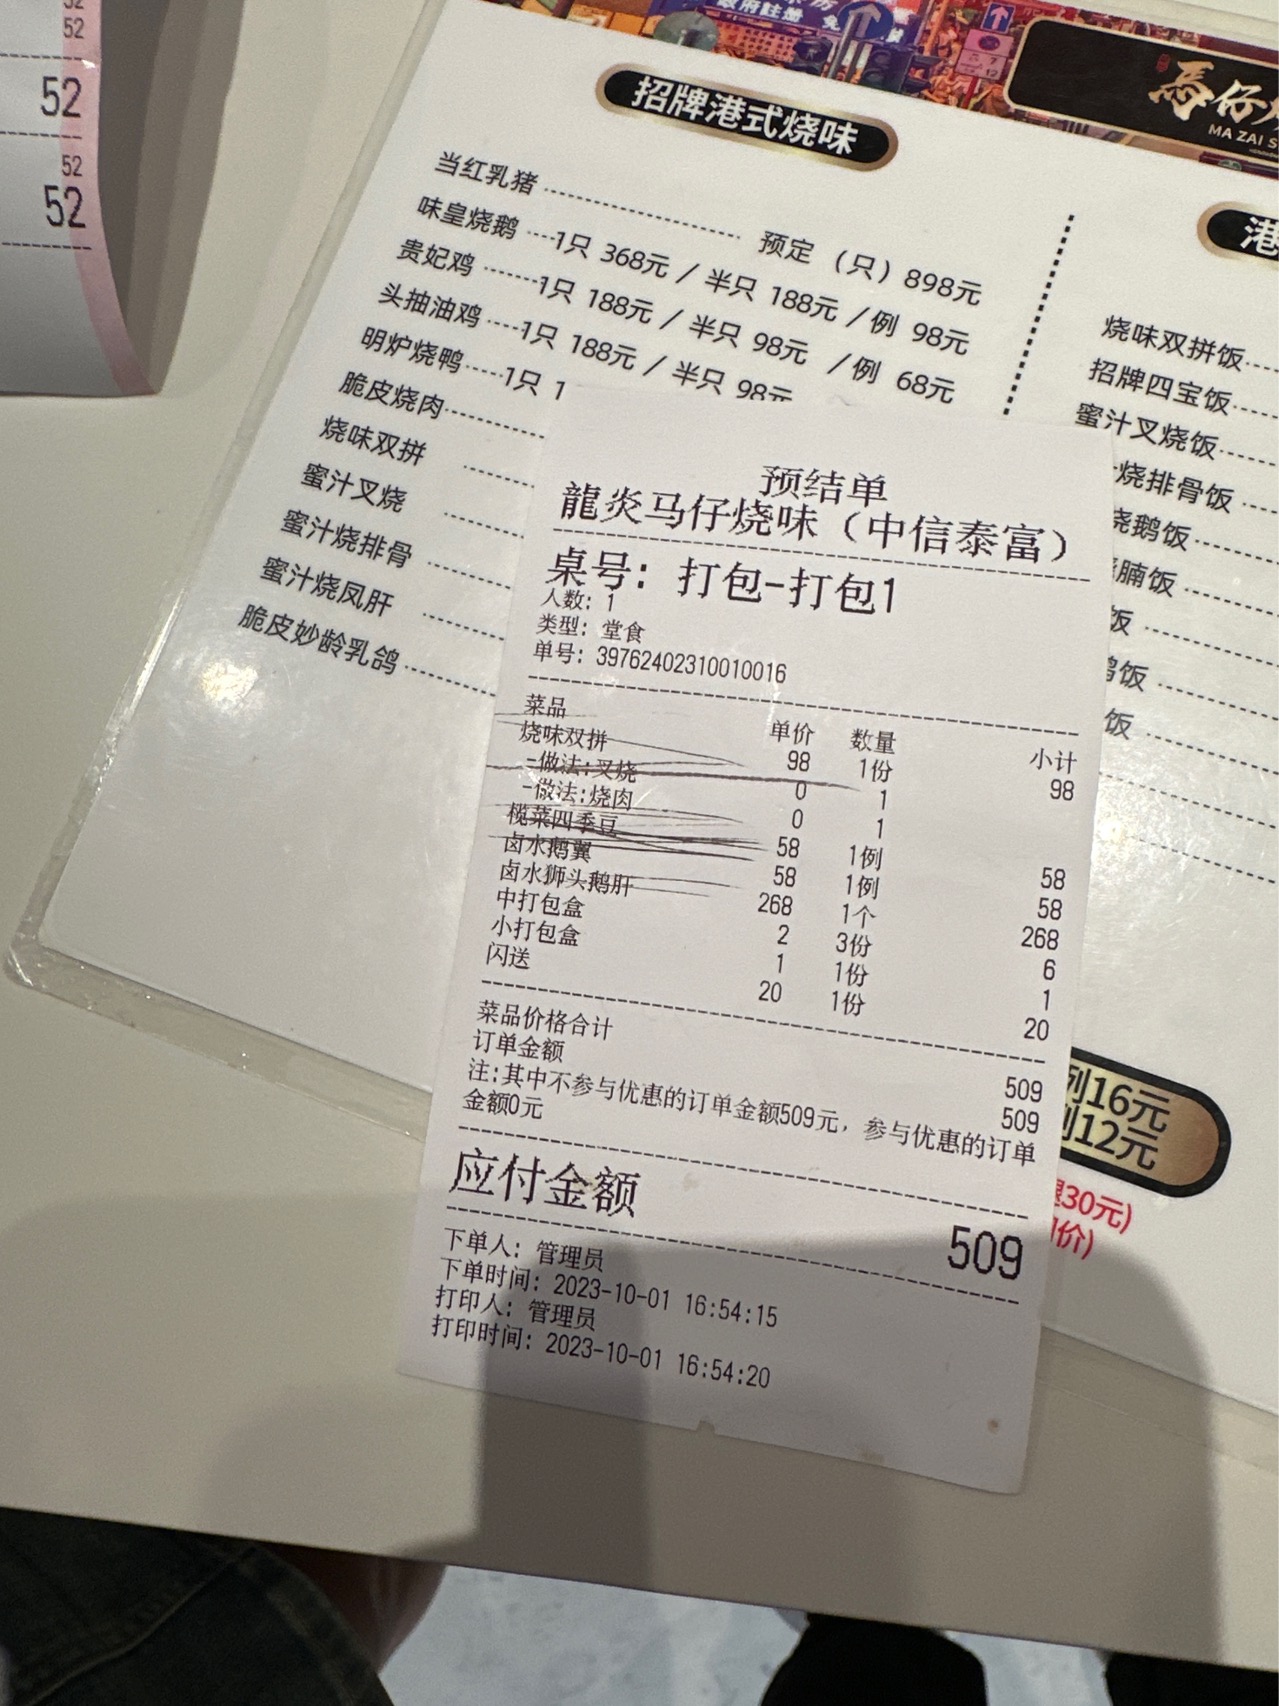 52
52
52
52
52
政府註册
馬仔
MA ZAI S
招牌港式烧味
当红乳猪 预定 (只) 898元
味皇烧鹅 1只 368元 / 半只 188元 / 例 98元
贵妃鸡 1只 188元 / 半只 98元 / 例 68元
头抽油鸡 1只 188元 / 半只 98元
明炉烧鸭 1只 1
脆皮烧肉
烧味双拼
蜜汁叉烧
蜜汁烧排骨
蜜汁烧凤肝
脆皮妙龄乳鸽
港
烧味双拼饭
招牌四宝饭
蜜汁叉烧饭
烧排骨饭
烧鹅饭
腩饭
饭
鸡饭
饭
例16元
例12元
30元)
价)
预结单
龍炎马仔烧味（中信泰富）
桌号: 打包-打包1
人数: 1
类型: 堂食
单号: 39762402310010016
菜品 单价 数量 小计
烧味双拼 98 1份 98
-做法:叉烧 0 1
-做法:烧肉 0 1
榄菜四季豆 58 1例 58
卤水鹅翼 58 1例 58
卤水狮头鹅肝 268 1个 268
中打包盒 2 3份 6
小打包盒 1 1份 1
闪送 20 1份 20
菜品价格合计 509
订单金额 509
注:其中不参与优惠的订单金额509元, 参与优惠的订单
金额0元
应付金额 509
下单人: 管理员
下单时间: 2023-10-01 16:54:15
打印人: 管理员
打印时间: 2023-10-01 16:54:20